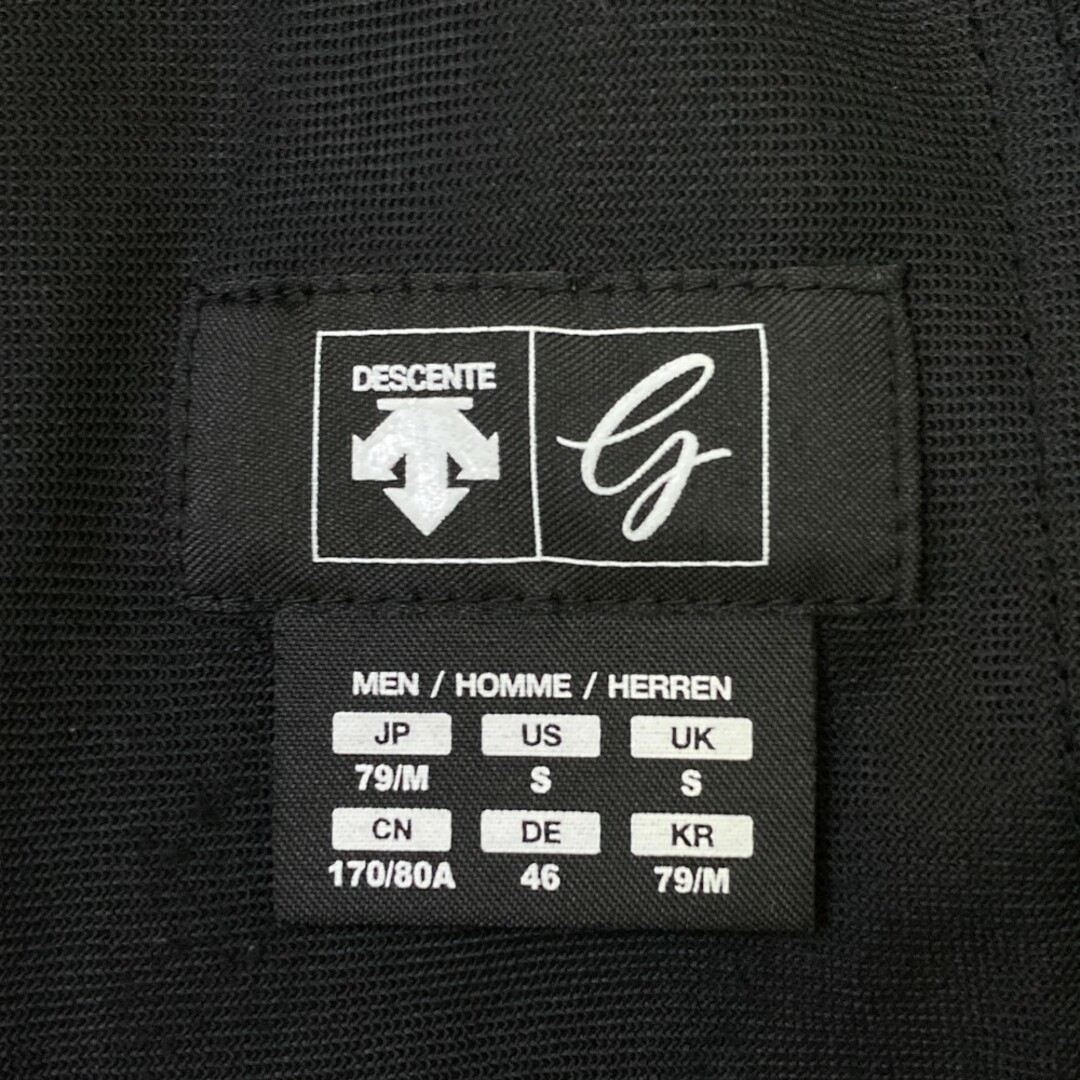 DESCENTE
G
MEN / HOMME / HERREN
JP US UK
79/M S S
CN DE KR
170/80A 46 79/M